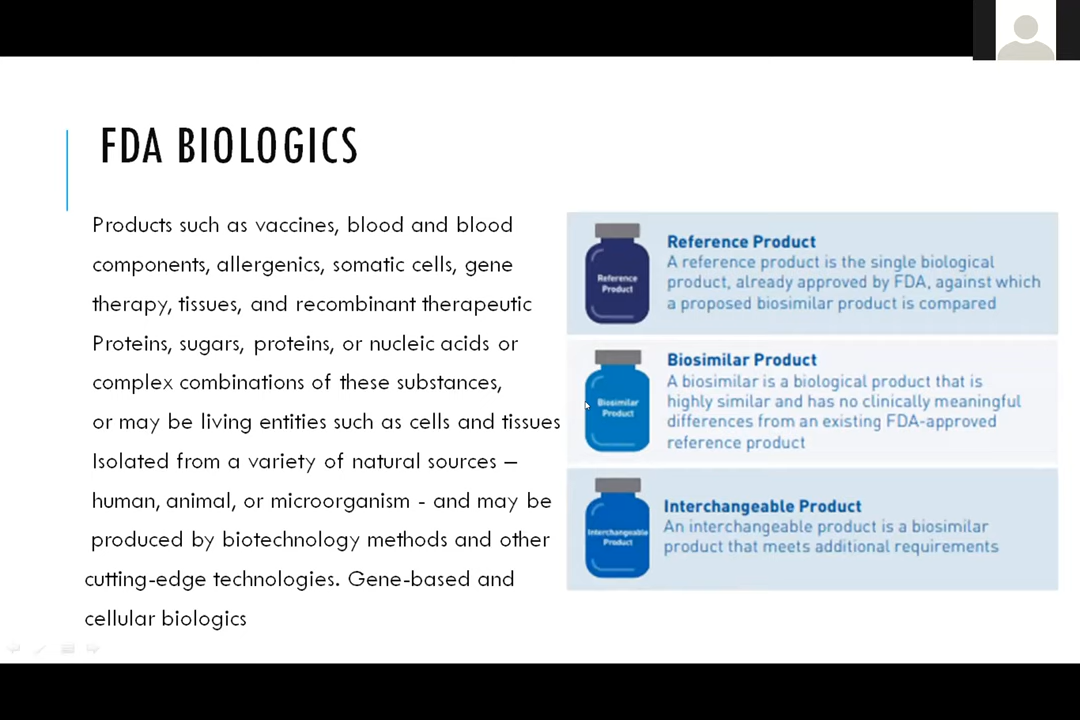 FDA BIOLOGICS
Products such as vaccines, blood and blood
components, allergenics, somatic cells, gene
therapy, tissues, and recombinant therapeutic
Proteins, sugars, proteins, or nucleic acids or
complex combinations of these substances,
or may be living entities such as cells and tissues
Isolated from a variety of natural sources –
human, animal, or microorganism - and may be
produced by biotechnology methods and other
cutting-edge technologies. Gene-based and
cellular biologics
Reference
Product
Reference Product
A reference product is the single biological
product, already approved by FDA, against which
a proposed biosimilar product is compared
Biosimilar
Product
Biosimilar Product
A biosimilar is a biological product that is
highly similar and has no clinically meaningful
differences from an existing FDA-approved
reference product
Interchangeable
Product
Interchangeable Product
An interchangeable product is a biosimilar
product that meets additional requirements